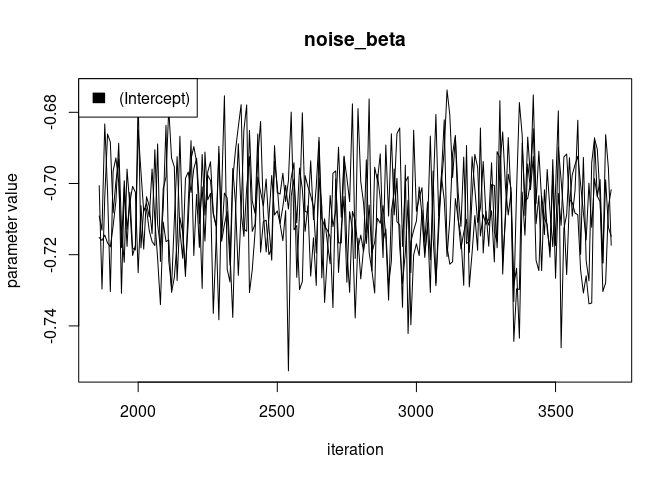 noise_beta
(Intercept)
parameter value
-0.68
-0.70
-0.72
-0.74
2000 2500 3000 3500
iteration